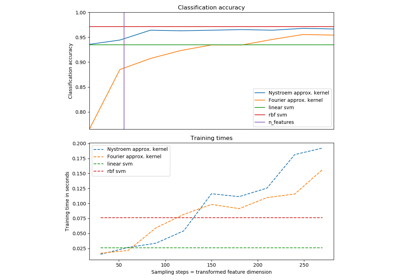 Classification accuracy
1.00
0.95
0.90
0.85
0.80
Classification accuracy
Nystroem approx. kernel
Fourier approx. kernel
linear svm
rbf svm
n_features
Training times
0.200
0.175
0.150
0.125
0.100
0.075
0.050
0.025
Training time in seconds
Nystroem approx. kernel
Fourier approx. kernel
linear svm
rbf svm
50
100
150
200
250
Sampling steps = transformed feature dimension